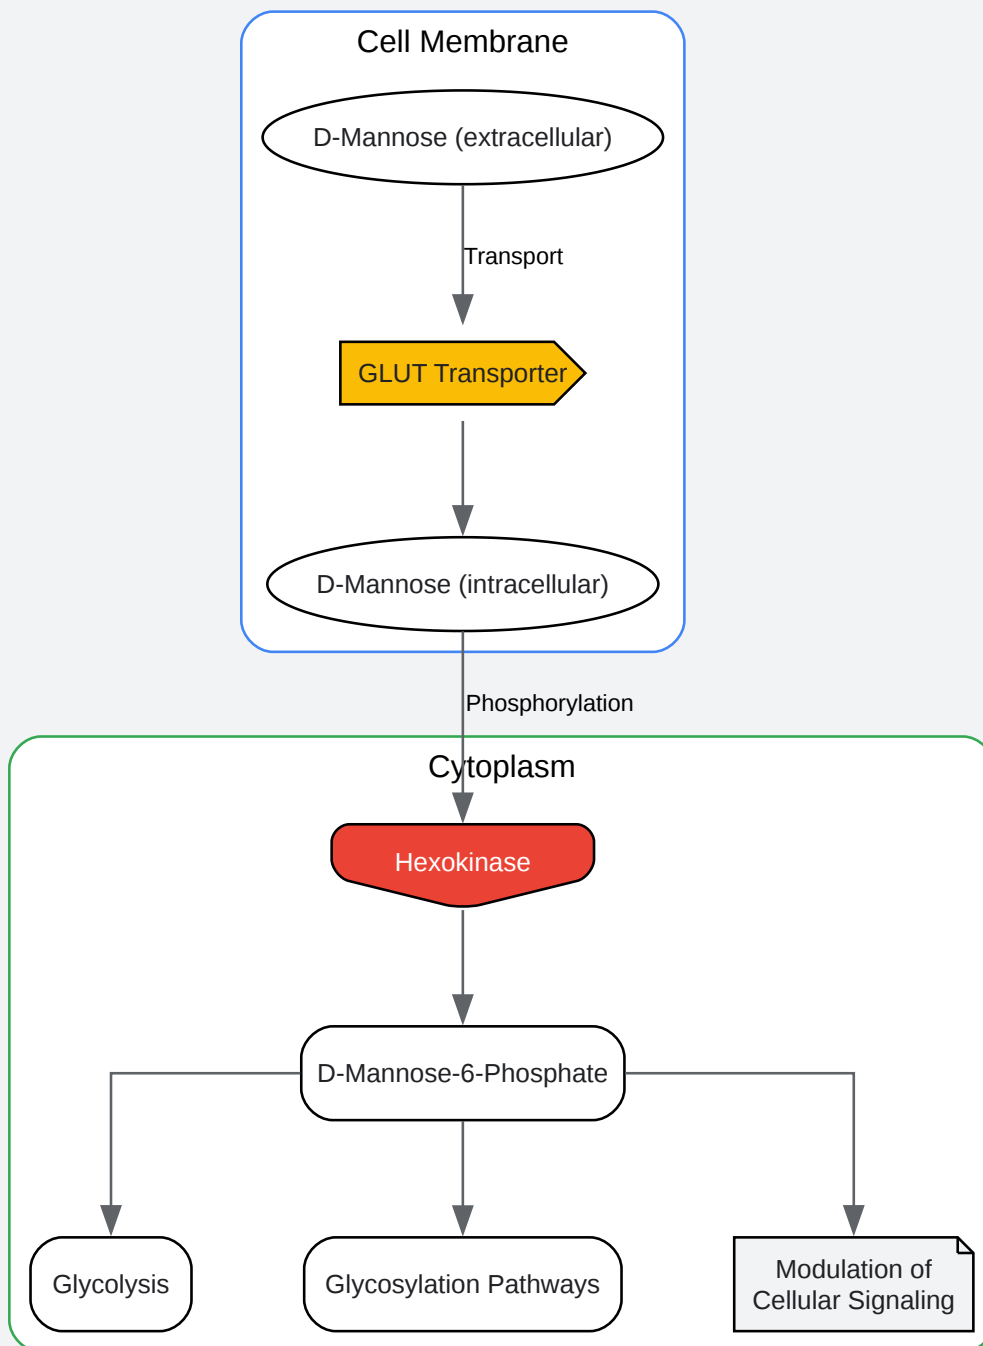 Cell Membrane
D-Mannose (extracellular)
Transport
GLUT Transporter
D-Mannose (intracellular)
Phosphorylation
Cytoplasm
Hexokinase
D-Mannose-6-Phosphate
Glycolysis
Glycosylation Pathways
Modulation of
Cellular Signaling